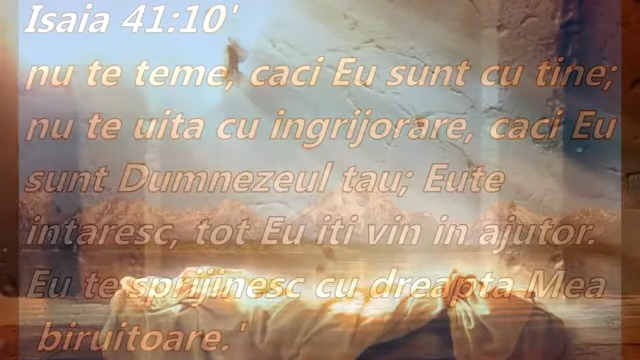 Isaia 41:10'
nu te teme, caci Eu sunt cu tine;
nu te uita cu ingrijorare, caci Eu
sunt Dumnezeul tau; Eute
intaresc, tot Eu iti vin in ajutor.
Eu te sprijinesc cu dreapta Mea
biruitoare.'